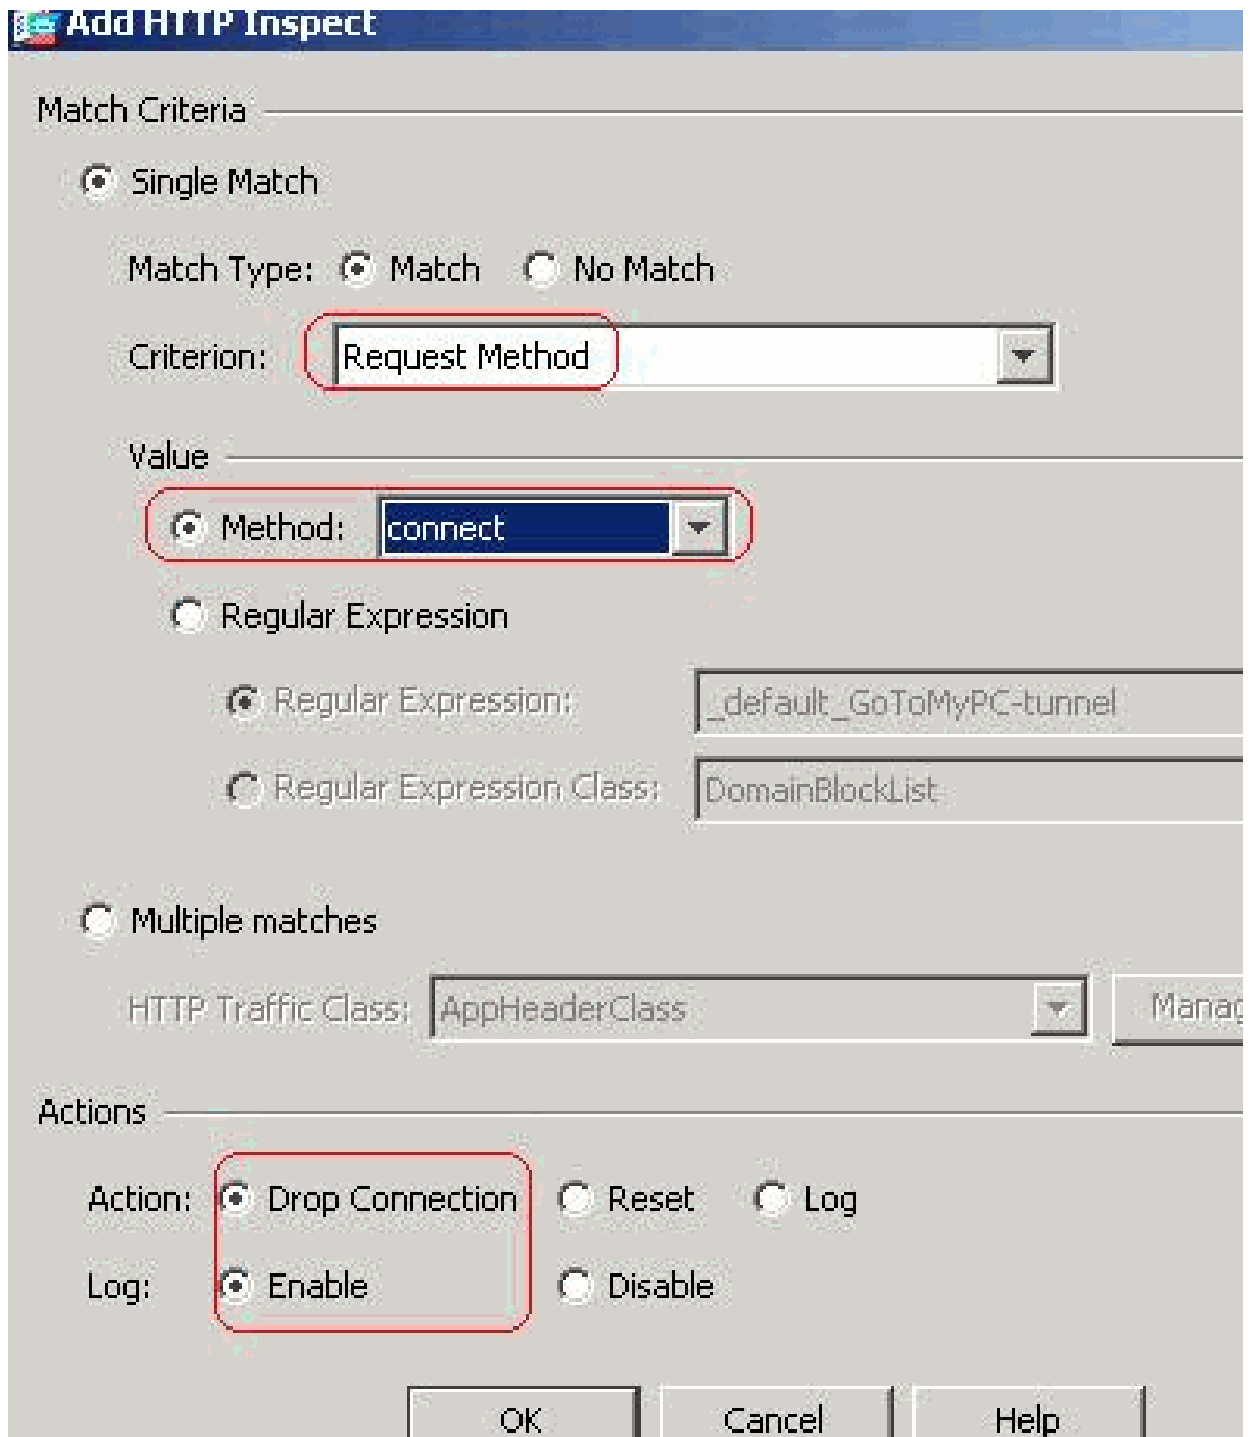 Add HTTP Inspect
Match Criteria
Single Match
Match Type: Match No Match
Criterion: Request Method
Value
Method: connect
Regular Expression
Regular Expression: _default_GoToMyPC-tunnel
Regular Expression Class: DomainBlockList
Multiple matches
HTTP Traffic Class: AppHeaderClass Manag
Actions
Action: Drop Connection Reset Log
Log: Enable Disable
OK Cancel Help